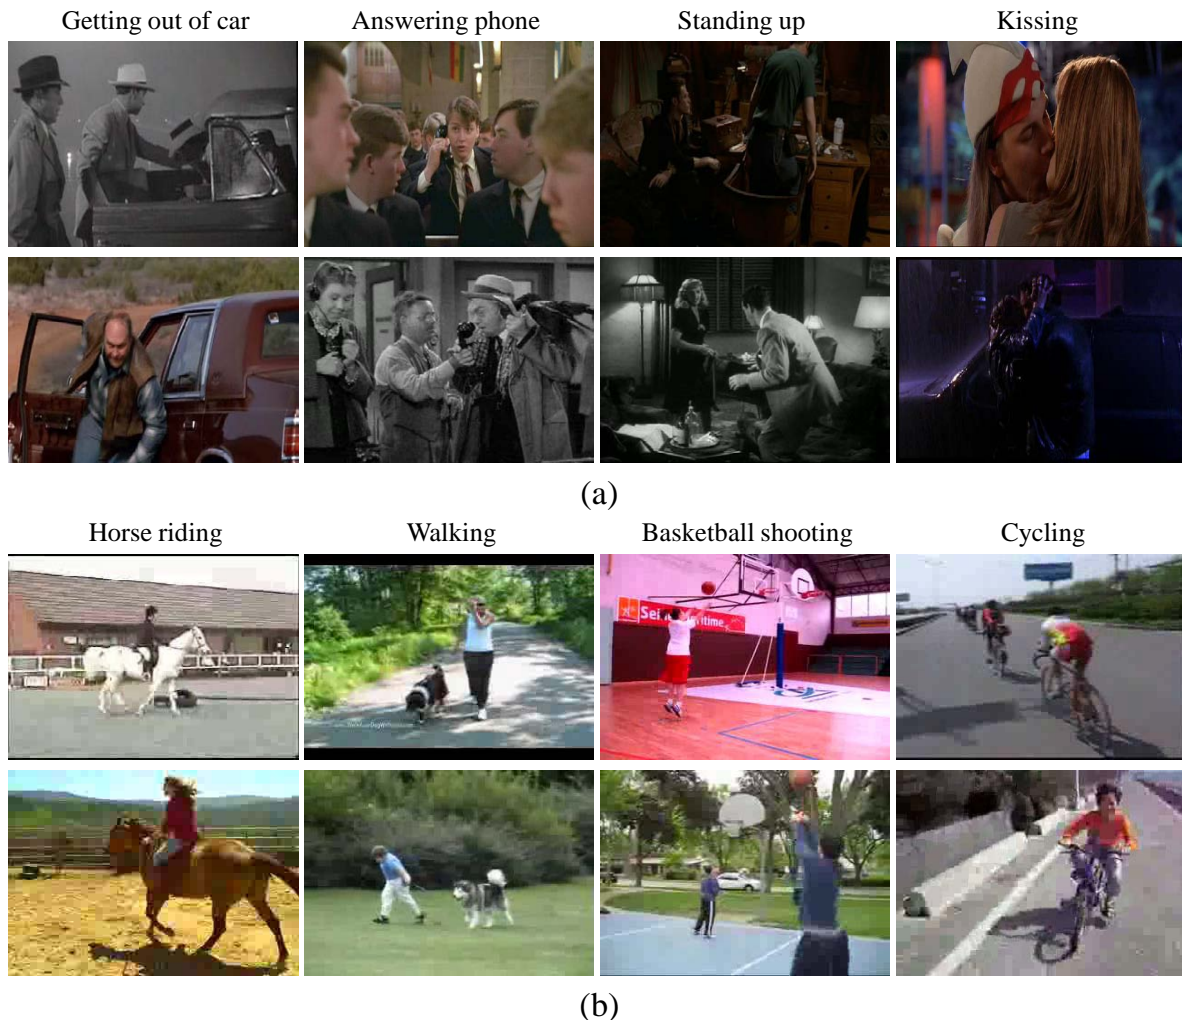 Getting out of car Answering phone Standing up Kissing
(a)
Horse riding Walking Basketball shooting Cycling
(b)